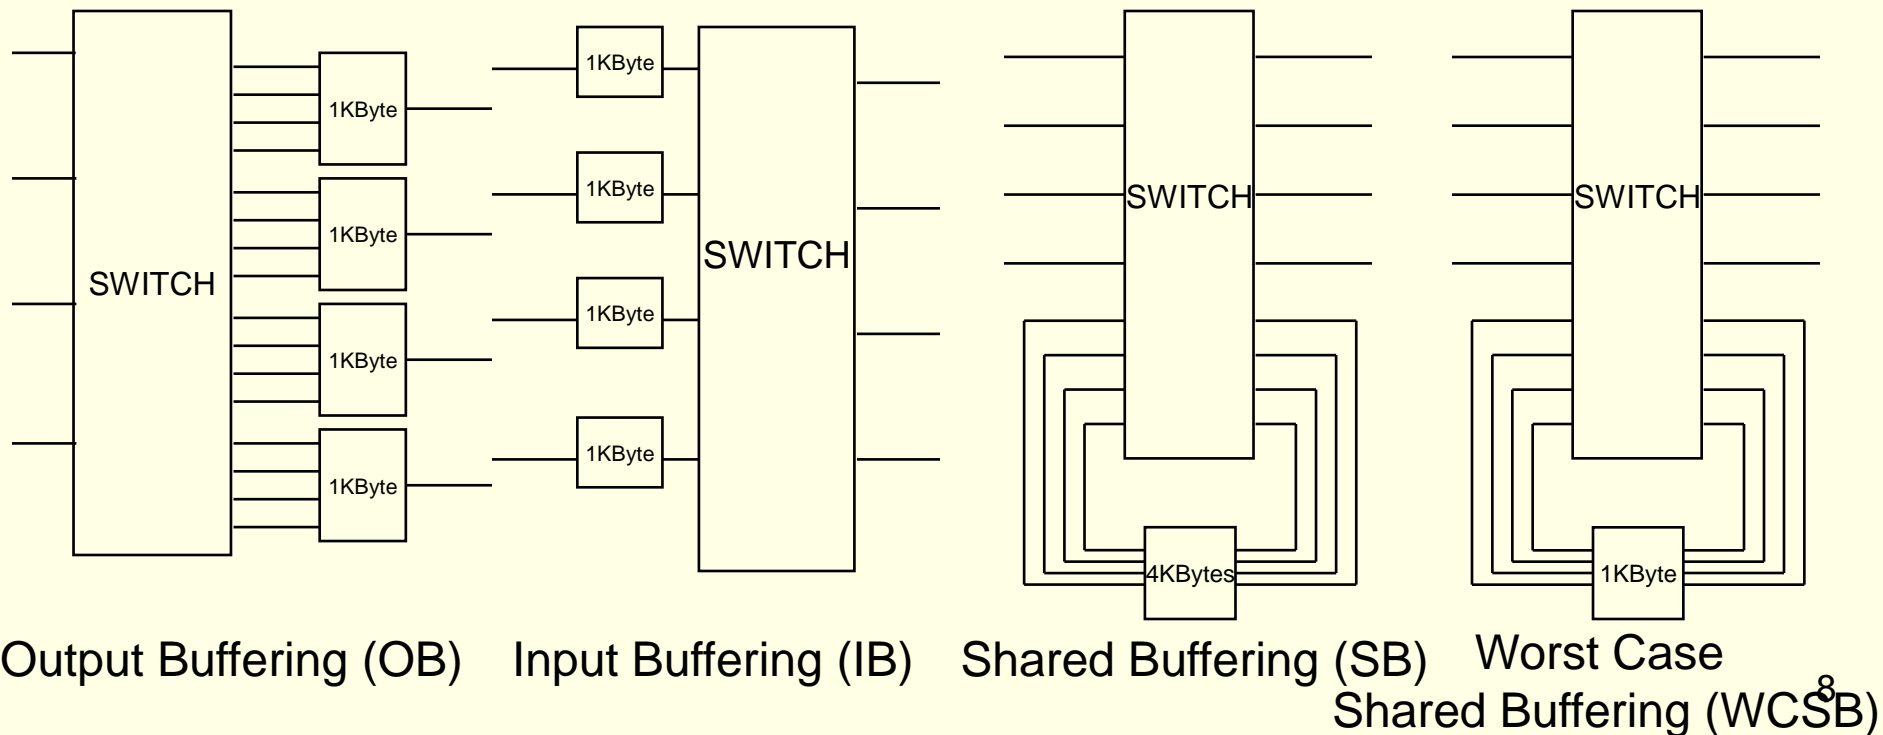 1KByte
1KByte
1KByte
1KByte
SWITCH
Output Buffering (OB)
1KByte
1KByte
1KByte
1KByte
SWITCH
Input Buffering (IB)
SWITCH
4KBytes
Shared Buffering (SB)
SWITCH
1KByte
Worst Case
Shared Buffering (WCSB)
8